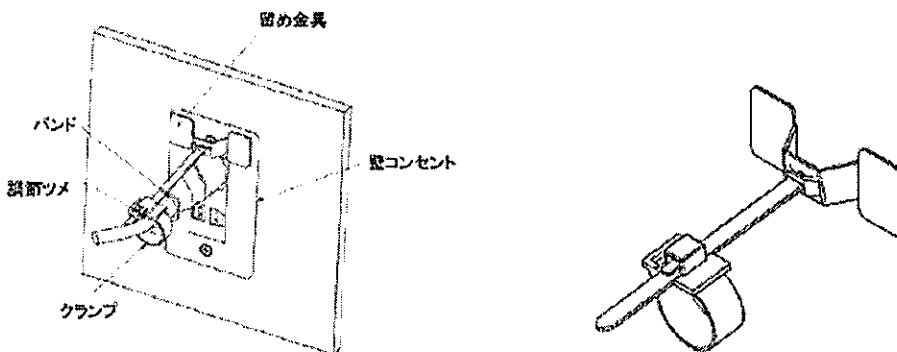 留め金具
バンド
壁コンセント
調節ツメ
クランプ